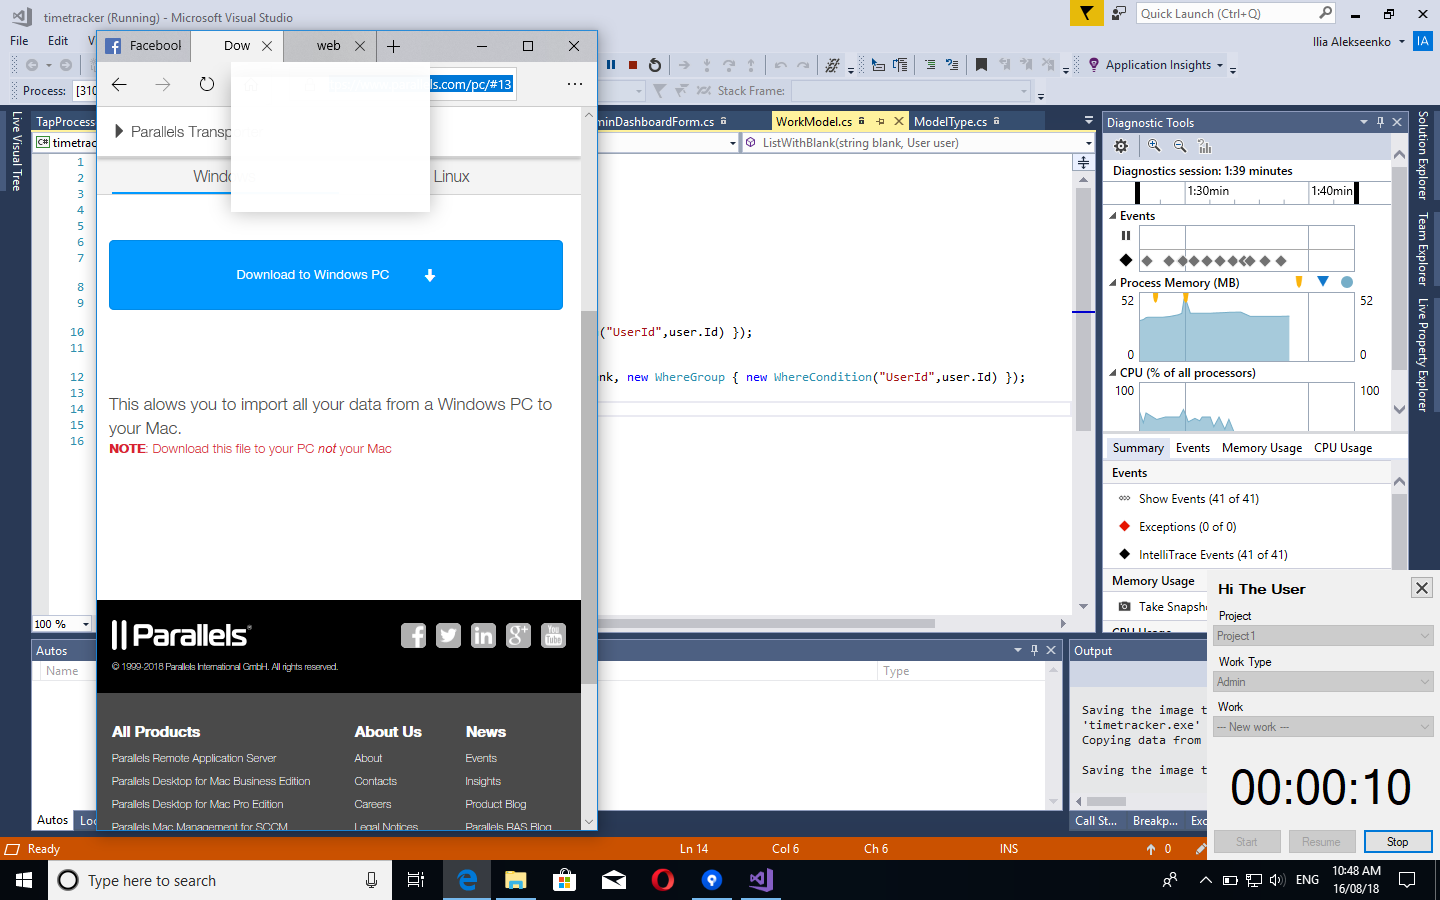 timetracker (Running) - Microsoft Visual Studio
Quick Launch (Ctrl+Q)
File
Edit
Ilia Alekseenko
IA
Application Insights
Process:
[310
Stack Frame:
Facebook
Dow
web
ls.com/pc/#13
Parallels Transp
Windo
Linux
Download to Windows PC
This alows you to import all your data from a Windows PC to
your Mac.
NOTE: Download this file to your PC not your Mac
Parallels
© 1999-2018 Parallels International GmbH. All rights reserved.
All Products
About Us
News
Parallels Remote Application Server
About
Events
Parallels Desktop for Mac Business Edition
Contacts
Insights
Parallels Desktop for Mac Pro Edition
Careers
Product Blog
Parallels Mac Management for SCCM
Legal Notices
Parallels RAS Blog
Live Visual Tree
TapProcess
minDashboardForm.cs
WorkModel.cs
ModelType.cs
C# timetrac
ListWithBlank(string blank, User user)
1
2
3
4
5
6
7
8
9
10
11
12
13
14
15
16
("UserId",user.Id) });
nk, new WhereGroup { new WhereCondition("UserId",user.Id) });
100 %
Autos
Name
Type
Autos
Loc
Diagnostic Tools
Diagnostics session: 1:39 minutes
1:30min
1:40min
Events
Process Memory (MB)
52
52
0
0
CPU (% of all processors)
100
100
Summary
Events
Memory Usage
CPU Usage
Events
Show Events (41 of 41)
Exceptions (0 of 0)
IntelliTrace Events (41 of 41)
Memory Usage
Take Snapsh
CPU Usage
Solution Explorer
Team Explorer
Live Property Explorer
Output
Saving the image t
'timetracker.exe'
Copying data from
Saving the image t
Call St...
Breakp...
Exc
Hi The User
Project
Project1
Work Type
Admin
Work
--- New work ---
00:00:10
Start
Resume
Stop
Ready
Ln 14
Col 6
Ch 6
INS
0
Type here to search
ENG
10:48 AM
16/08/18